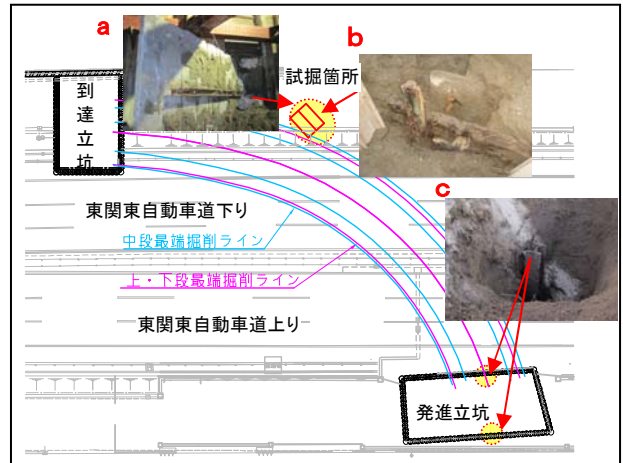 a
b
試掘箇所
到達立坑
c
東関東自動車道下り
中段最端掘削ライン
上・下段最端掘削ライン
東関東自動車道上り
発進立坑